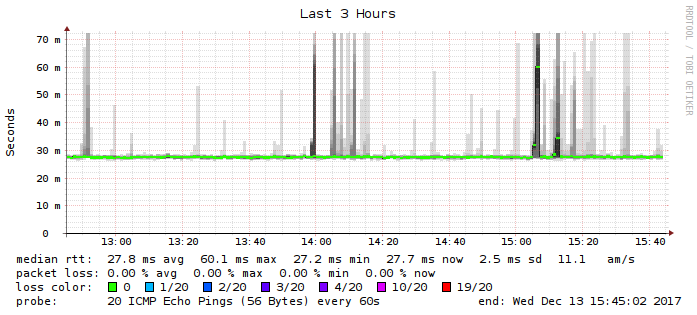 Last 3 Hours
RRDTOOL / TOBI OETIKER
Seconds
70 m
60 m
50 m
40 m
30 m
20 m
10 m
0
13:00 13:20 13:40 14:00 14:20 14:40 15:00 15:20 15:40
median rtt: 27.8 ms avg 60.1 ms max 27.2 ms min 27.7 ms now 2.5 ms sd 11.1 am/s
packet loss: 0.00 % avg 0.00 % max 0.00 % min 0.00 % now
loss color: 0 1/20 2/20 3/20 4/20 10/20 19/20
probe: 20 ICMP Echo Pings (56 Bytes) every 60s end: Wed Dec 13 15:45:02 2017